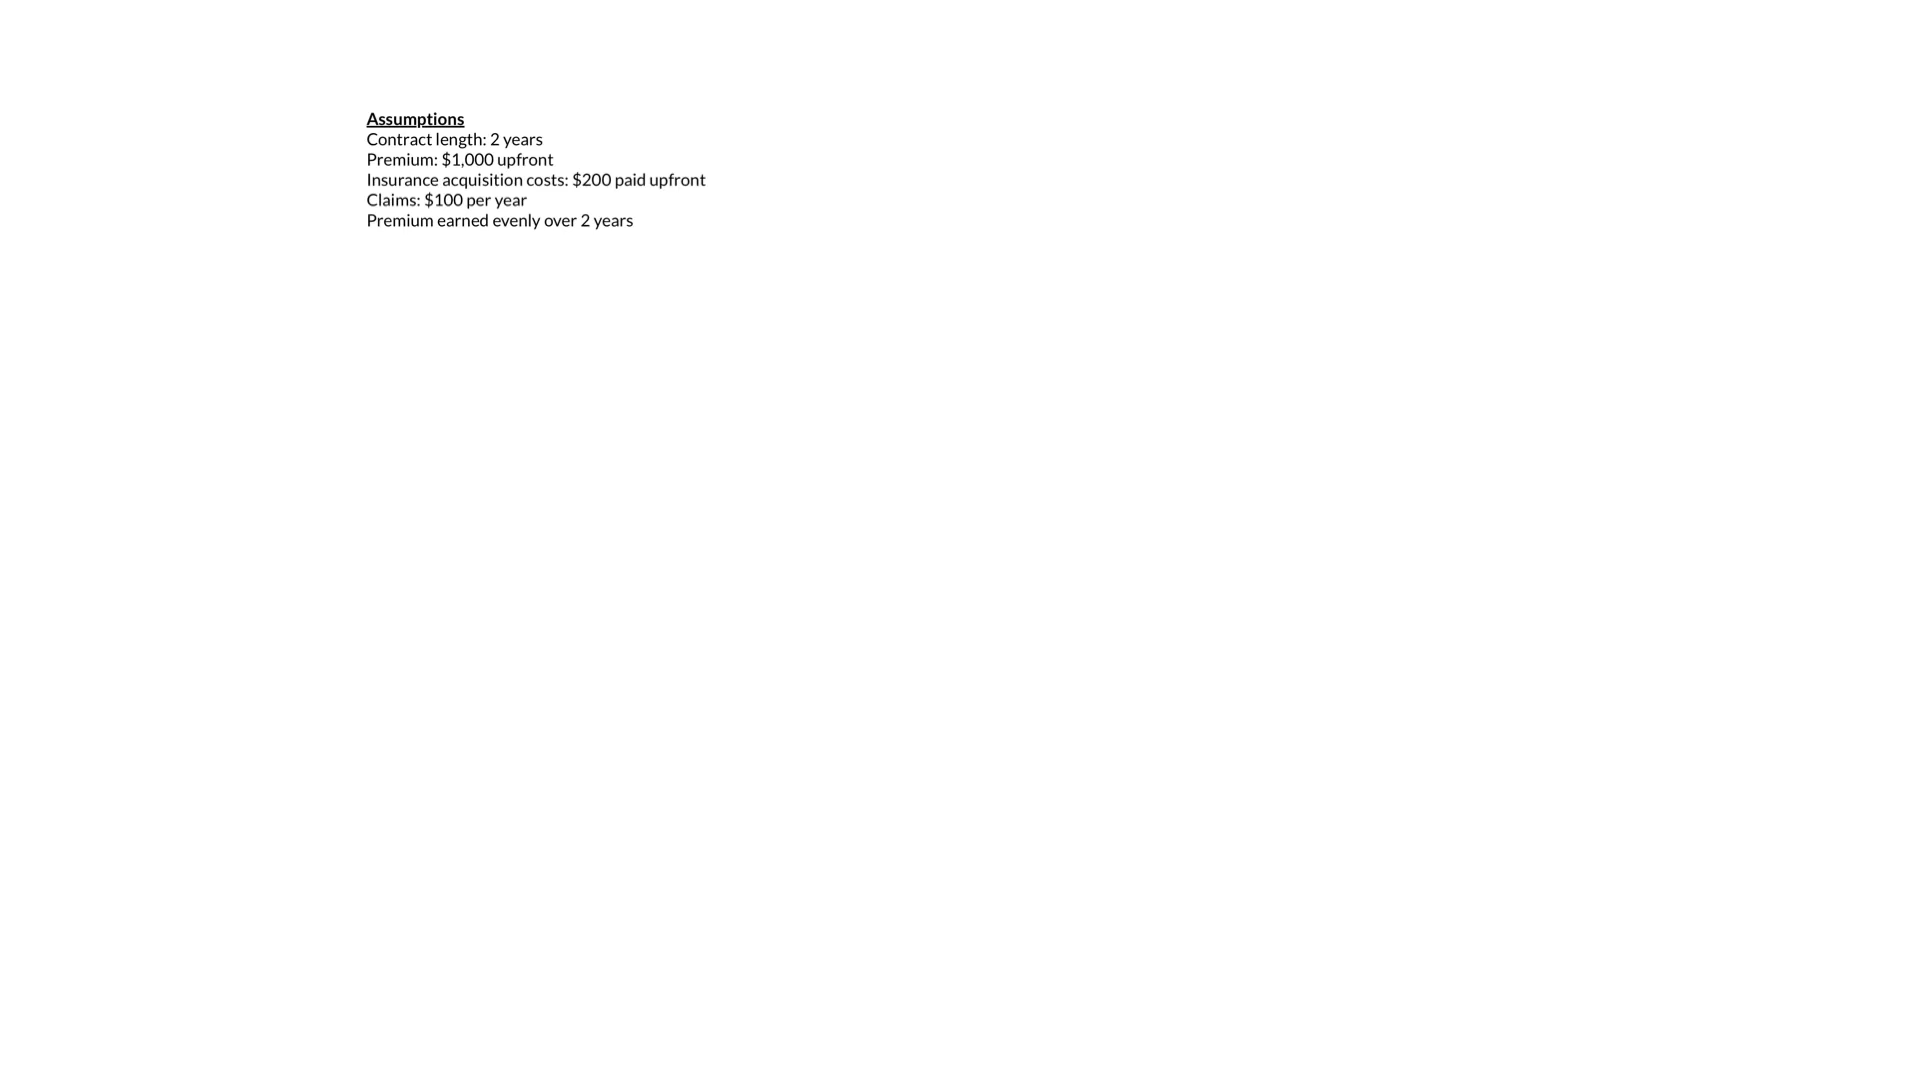 Assumptions
Contract length: 2 years
Premium: $1,000 upfront
Insurance acquisition costs: $200 paid upfront
Claims: $100 per year
Premium earned evenly over 2 years